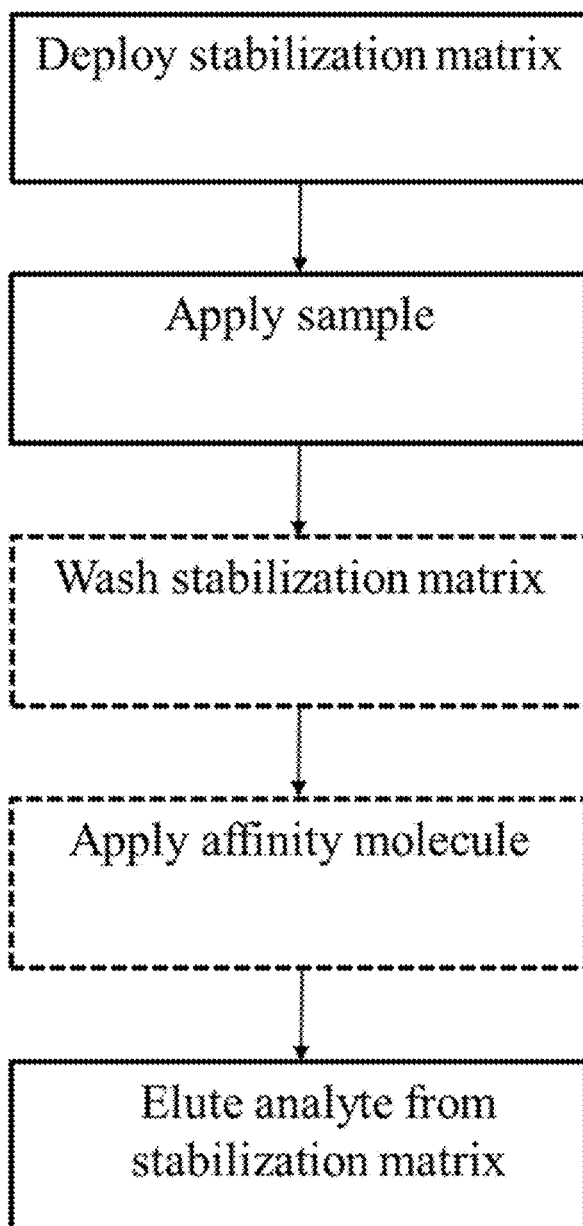 Deploy stabilization matrix
Apply sample
Wash stabilization matrix
Apply affinity molecule
Elute analyte from
stabilization matrix